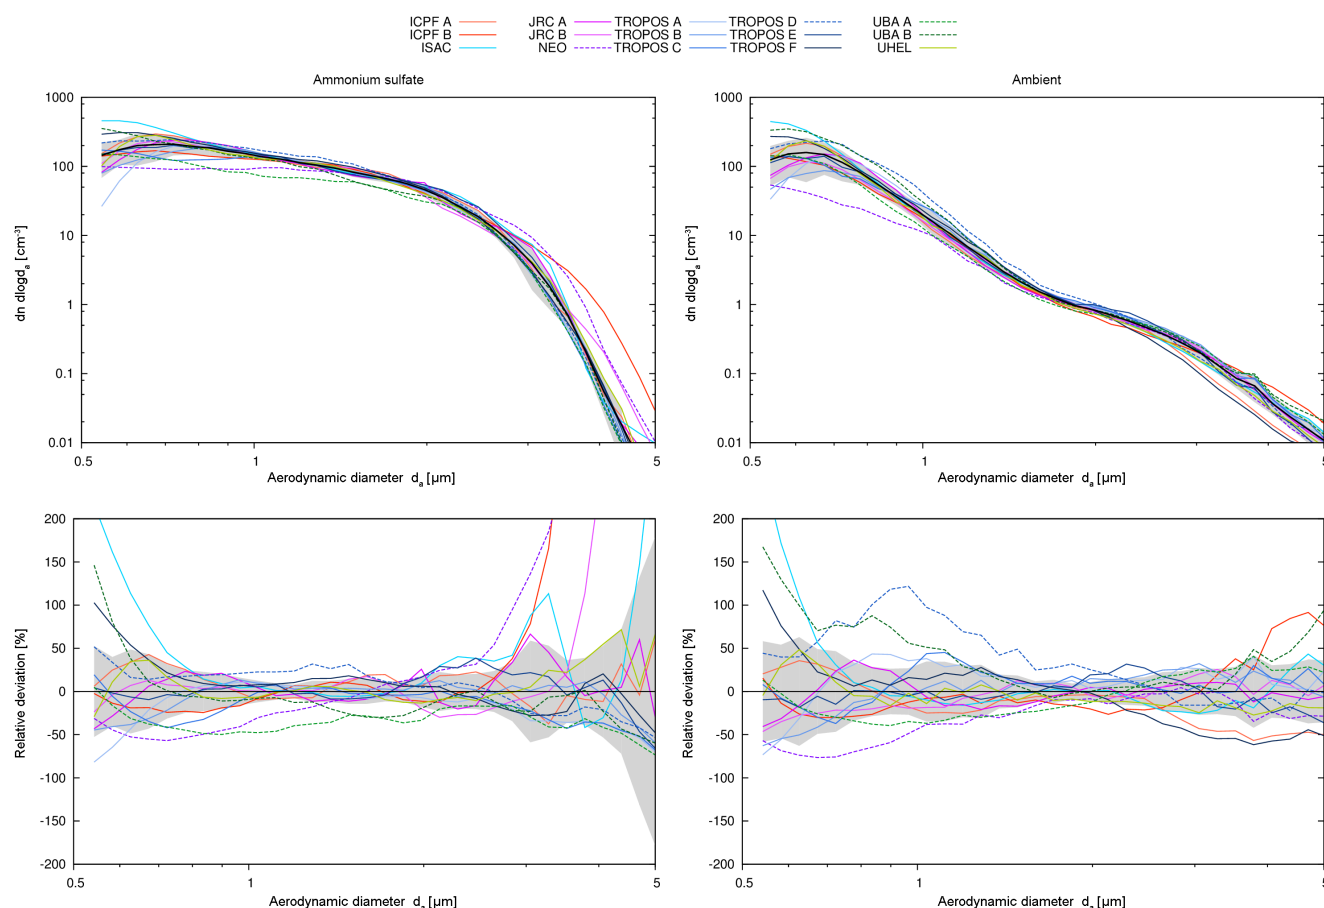 ICPF A JRC A TROPOS A TROPOS D UBA A
ICPF B JRC B TROPOS B TROPOS E UBA B
ISAC NEO TROPOS C TROPOS F UHEL
Ammonium sulfate
1000
100
10
1
0.1
0.01
dn dlogda [cm-3]
0.5 1 5
Aerodynamic diameter da [µm]
Ambient
1000
100
10
1
0.1
0.01
dn dlogda [cm-3]
0.5 1 5
Aerodynamic diameter da [µm]
200
150
100
50
0
-50
-100
-150
-200
Relative deviation [%]
0.5 1 5
Aerodynamic diameter da [µm]
200
150
100
50
0
-50
-100
-150
-200
Relative deviation [%]
0.5 1 5
Aerodynamic diameter da [µm]